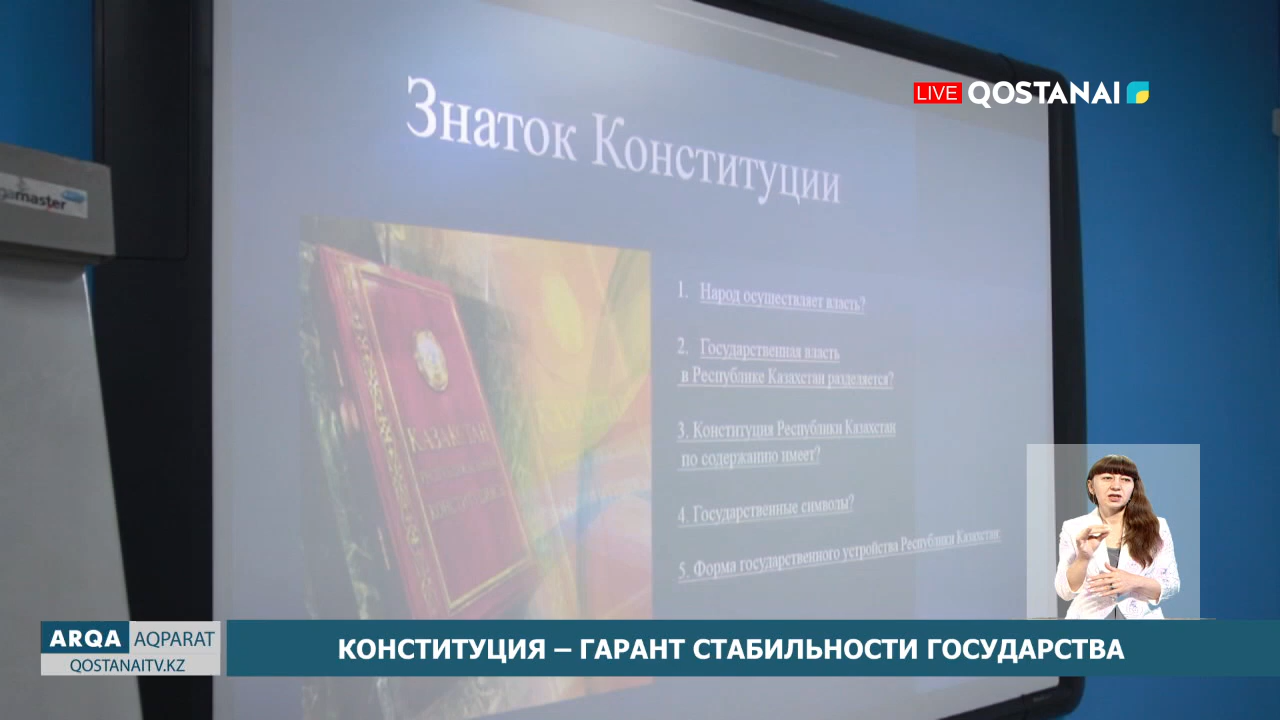 LIVE QOSTANAI
Знаток Конституции
master
1. Народ осуществляет власть?
2. Государственная власть
в Республике Казахстан разделяется?
3. Конституция Республики Казахстан
по содержанию имеет?
4. Государственные символы?
5. Форма государственного устройства Республики Казахстан:
ҚАЗАҚСТАН
ARQA AQPARAT
QOSTANAITV.KZ
КОНСТИТУЦИЯ – ГАРАНТ СТАБИЛЬНОСТИ ГОСУДАРСТВА